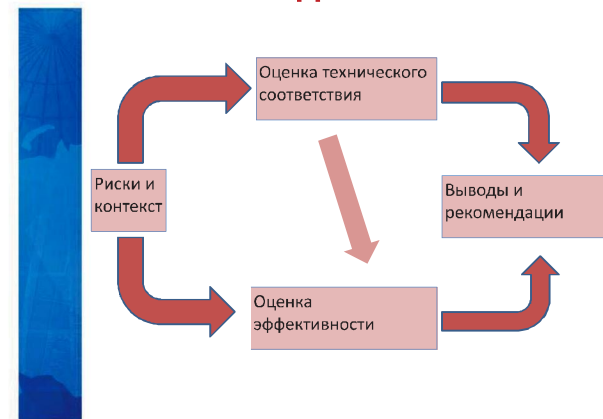 Оценка технического
соответствия
Риски и
контекст
Выводы и
рекомендации
Оценка
эффективности